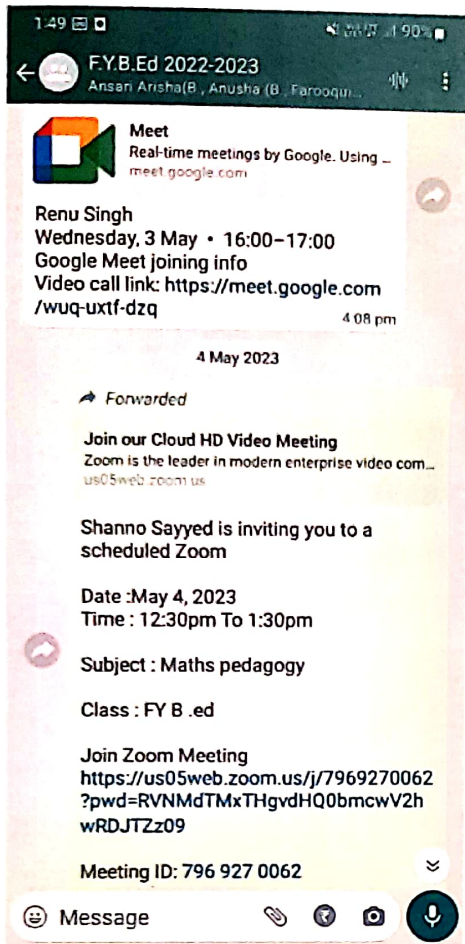 1:49
90%
F.Y.B.Ed 2022-2023
Ansari Arisha(B , Anusha (B , Farooqui...
Meet
Real-time meetings by Google. Using ...
meet.google.com
Renu Singh
Wednesday, 3 May • 16:00–17:00
Google Meet joining info
Video call link: https://meet.google.com
/wuq-uxtf-dzq
4:08 pm
4 May 2023
Forwarded
Join our Cloud HD Video Meeting
Zoom is the leader in modern enterprise video com...
us05web.zoom.us
Shanno Sayyed is inviting you to a
scheduled Zoom
Date :May 4, 2023
Time : 12:30pm To 1:30pm
Subject : Maths pedagogy
Class : FY B .ed
Join Zoom Meeting
https://us05web.zoom.us/j/7969270062
?pwd=RVNMdTMxTHgvdHQ0bmcwV2h
wRDJTZz09
Meeting ID: 796 927 0062
Message